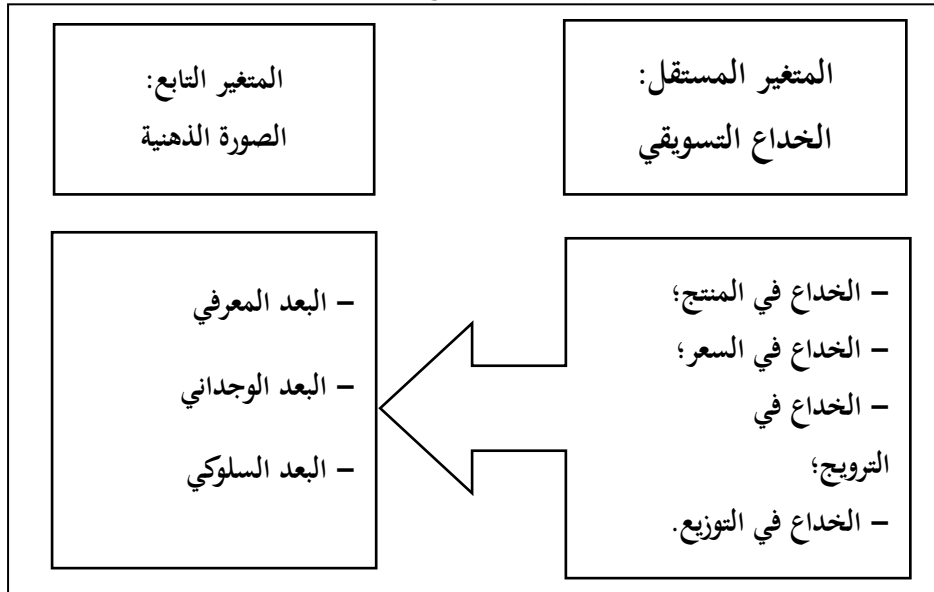 المتغير المستقل:
الخداع التسويقي
المتغير التابع:
الصورة الذهنية
– الخداع في المنتج؛
– الخداع في السعر؛
– الخداع في
الترويج؛
– الخداع في التوزيع.
– البعد المعرفي
– البعد الوجداني
– البعد السلوكي